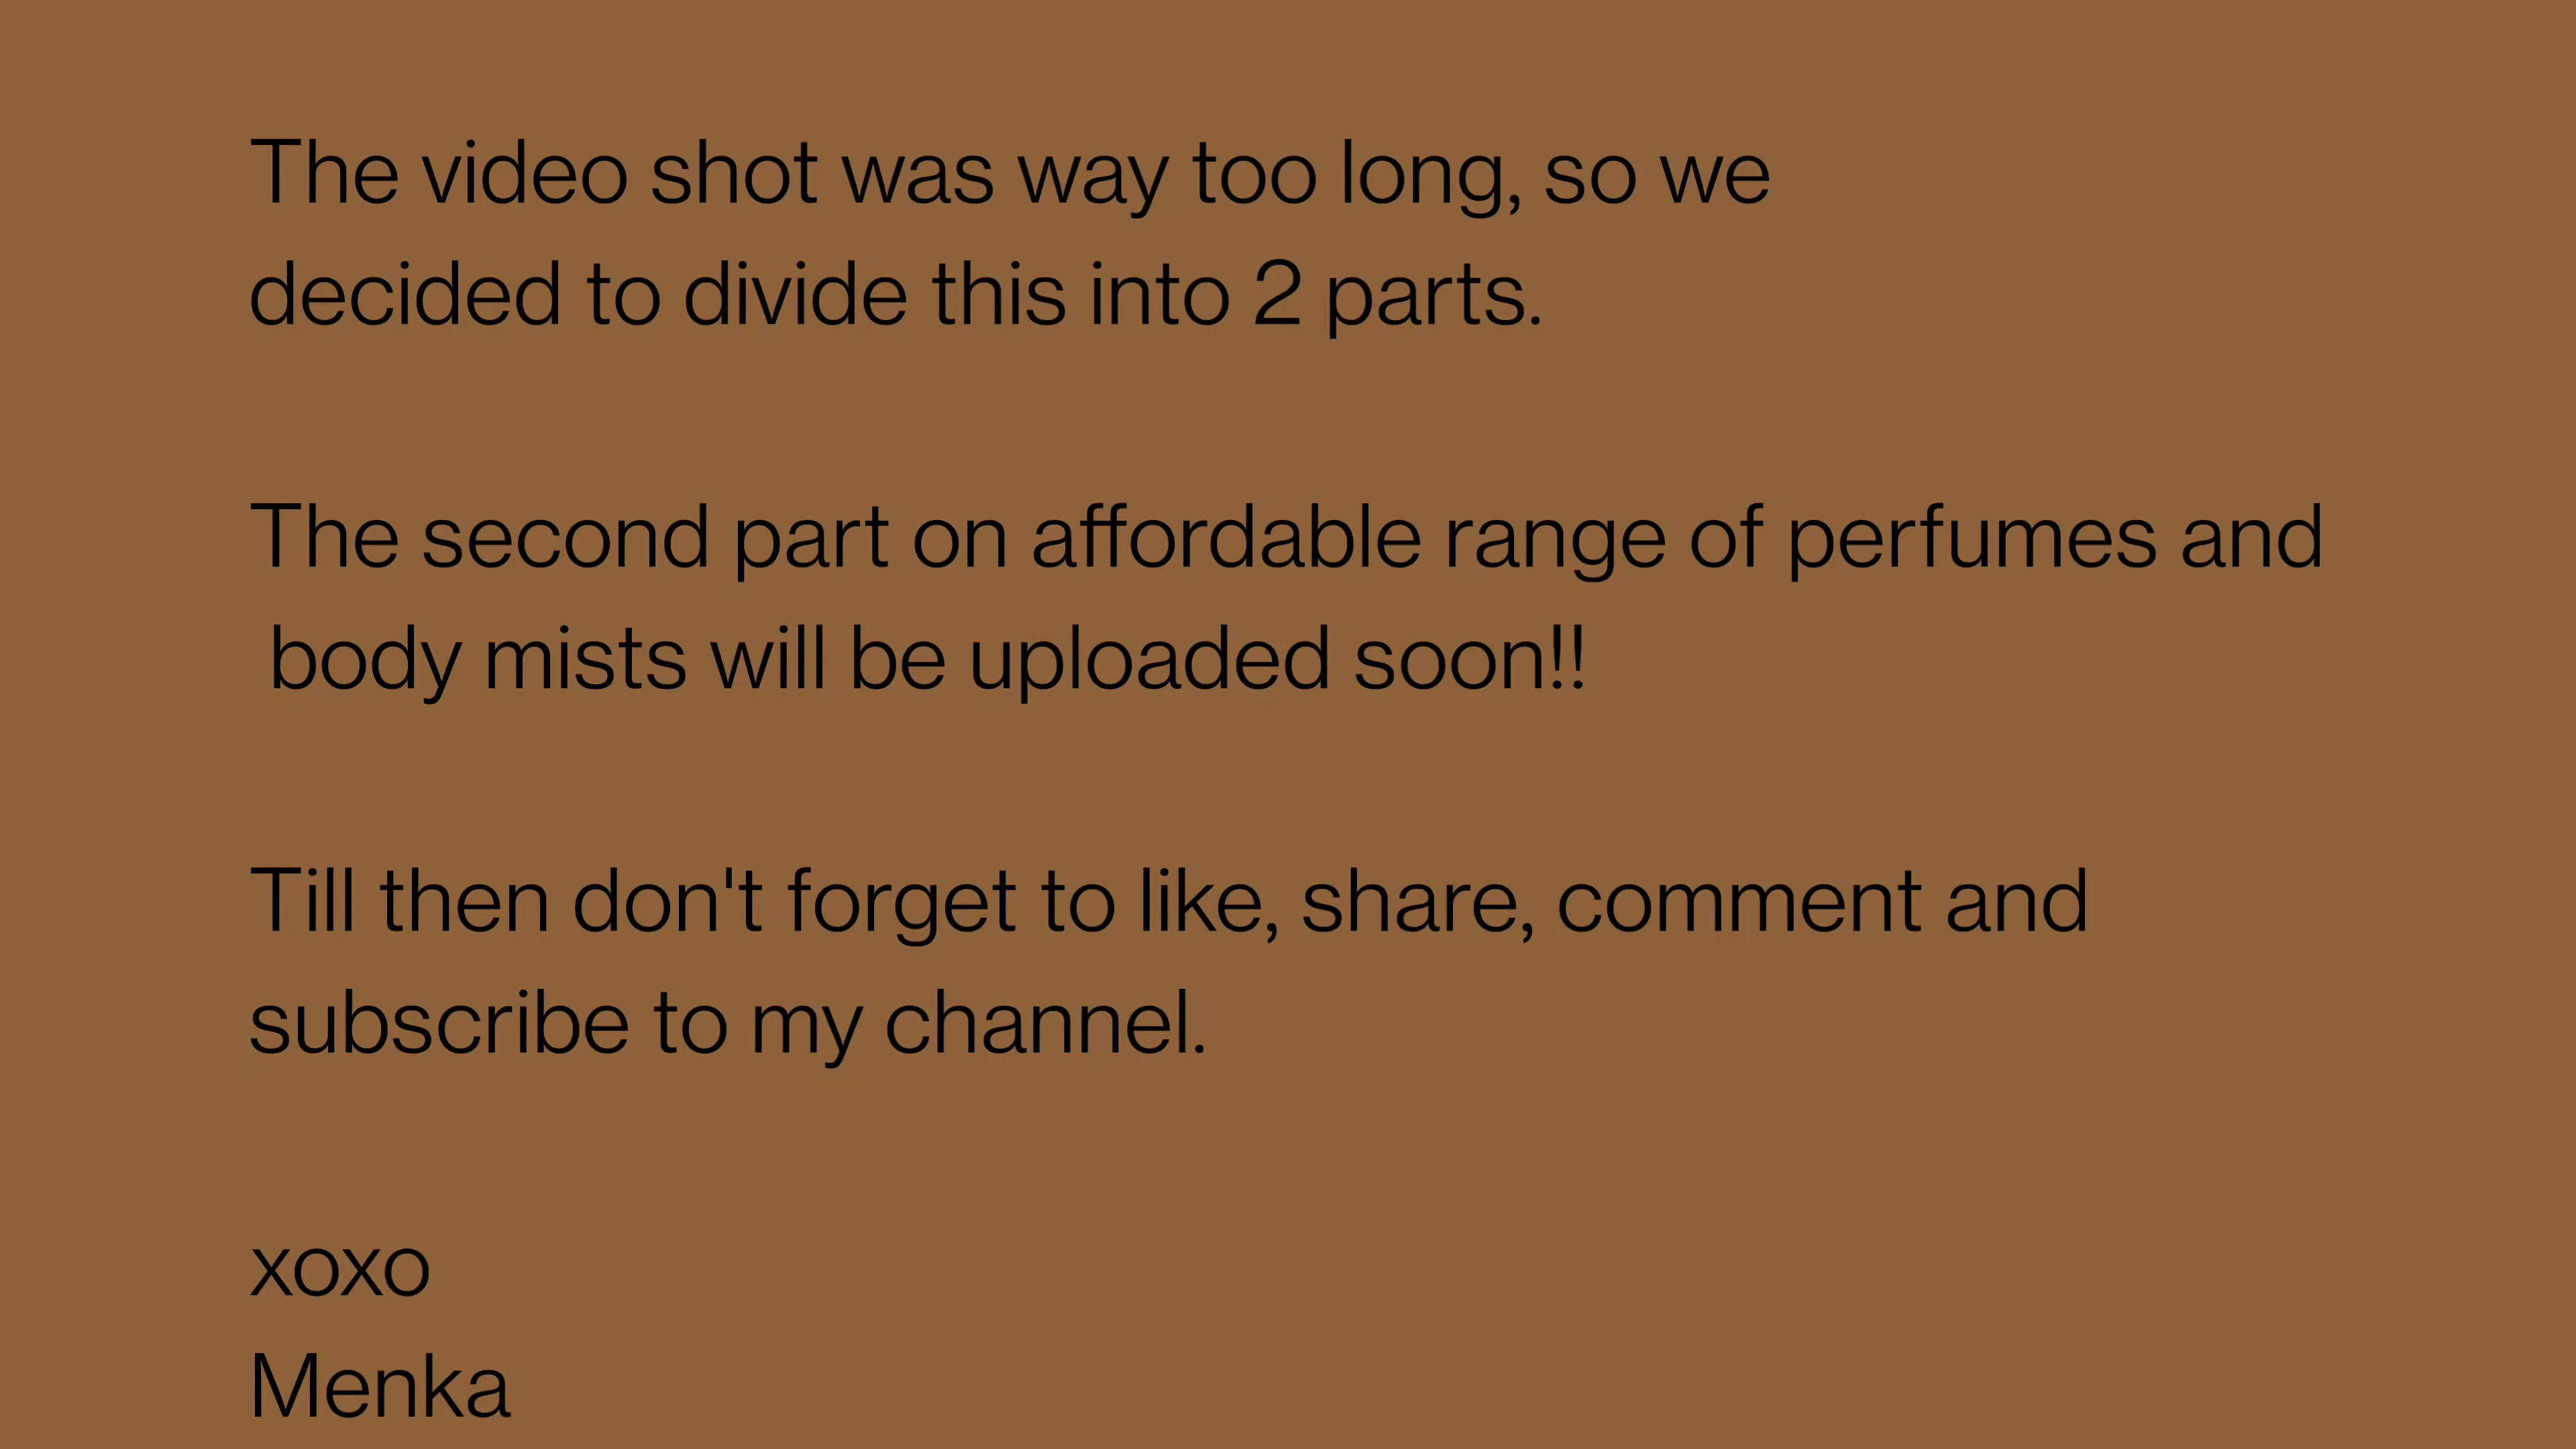 The video shot was way too long, so we
decided to divide this into 2 parts.
The second part on affordable range of perfumes and
body mists will be uploaded soon!!
Till then don't forget to like, share, comment and
subscribe to my channel.
xoxo
Menka